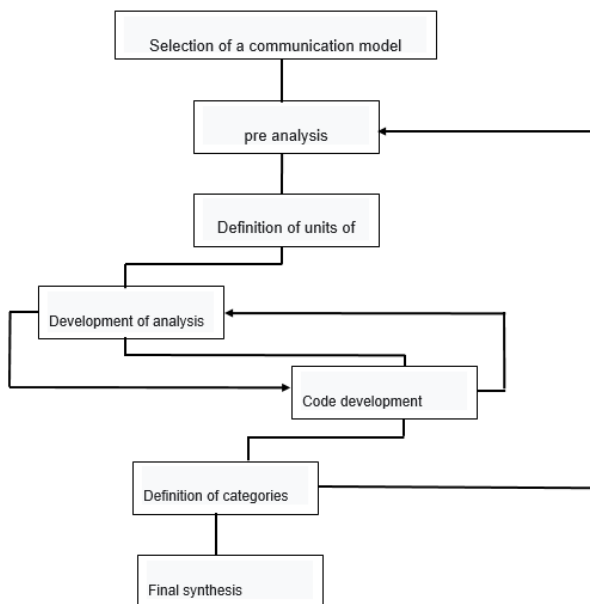 Selection of a communication model
pre analysis
Definition of units of
Development of analysis
Code development
Definition of categories
Final synthesis